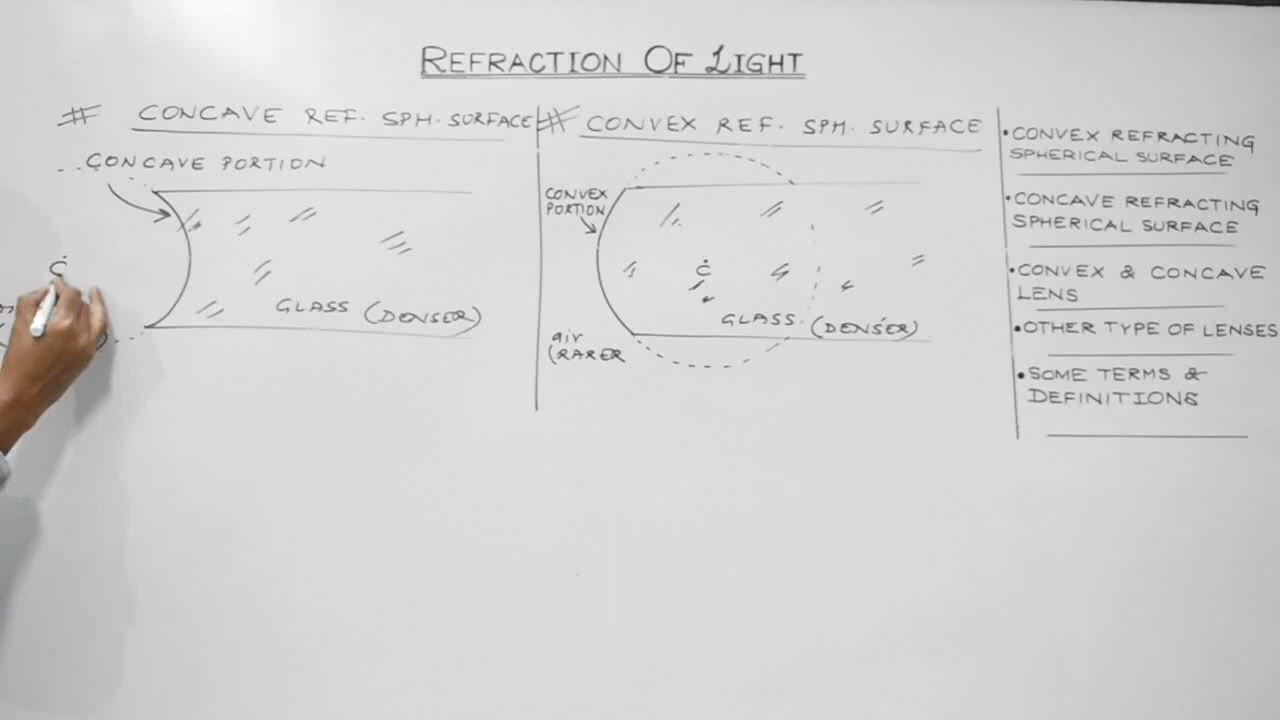 REFRACTION OF LIGHT
# CONCAVE REF. SPH. SURFACE
CONCAVE PORTION
C
GLASS (DENSER)
# CONVEX REF. SPH. SURFACE
CONVEX
PORTION
C
GLASS (DENSER)
air
(RARER
• CONVEX REFRACTING
SPHERICAL SURFACE
• CONCAVE REFRACTING
SPHERICAL SURFACE
• CONVEX & CONCAVE
LENS
• OTHER TYPE OF LENSES
• SOME TERMS &
DEFINITIONS